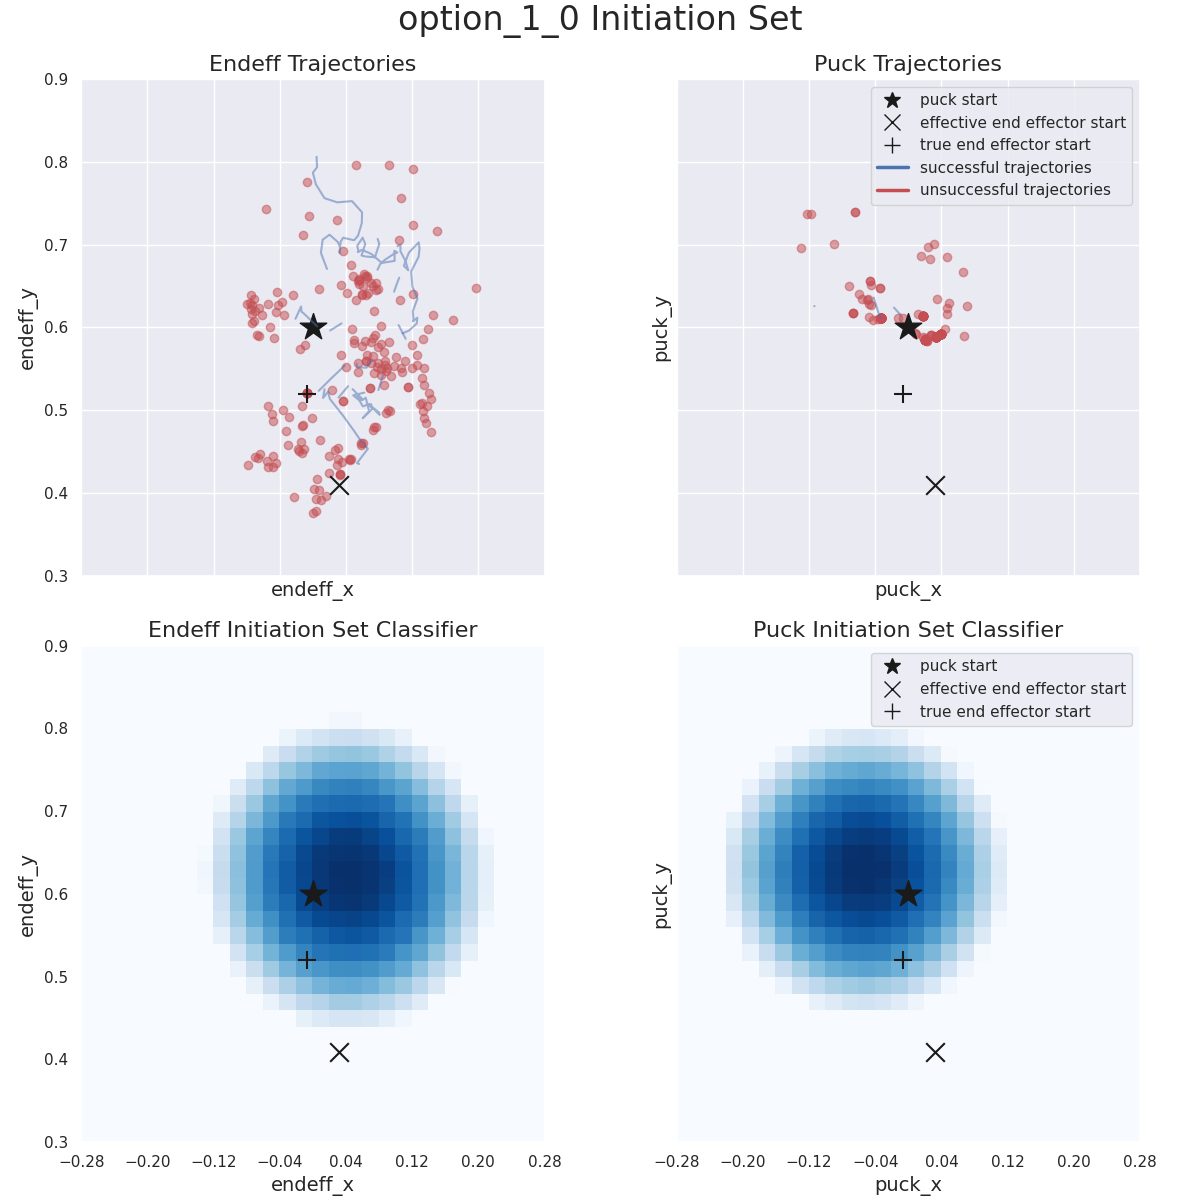 option_1_0 Initiation Set
Endeff Trajectories
Puck Trajectories
0.9
0.8
0.7
0.6
0.5
0.4
0.3
endeff_y
endeff_x
puck start
effective end effector start
true end effector start
successful trajectories
unsuccessful trajectories
puck_y
puck_x
Endeff Initiation Set Classifier
Puck Initiation Set Classifier
0.9
0.8
0.7
0.6
0.5
0.4
0.3
endeff_y
−0.28 −0.20 −0.12 −0.04 0.04 0.12 0.20 0.28
endeff_x
puck start
effective end effector start
true end effector start
puck_y
−0.28 −0.20 −0.12 −0.04 0.04 0.12 0.20 0.28
puck_x